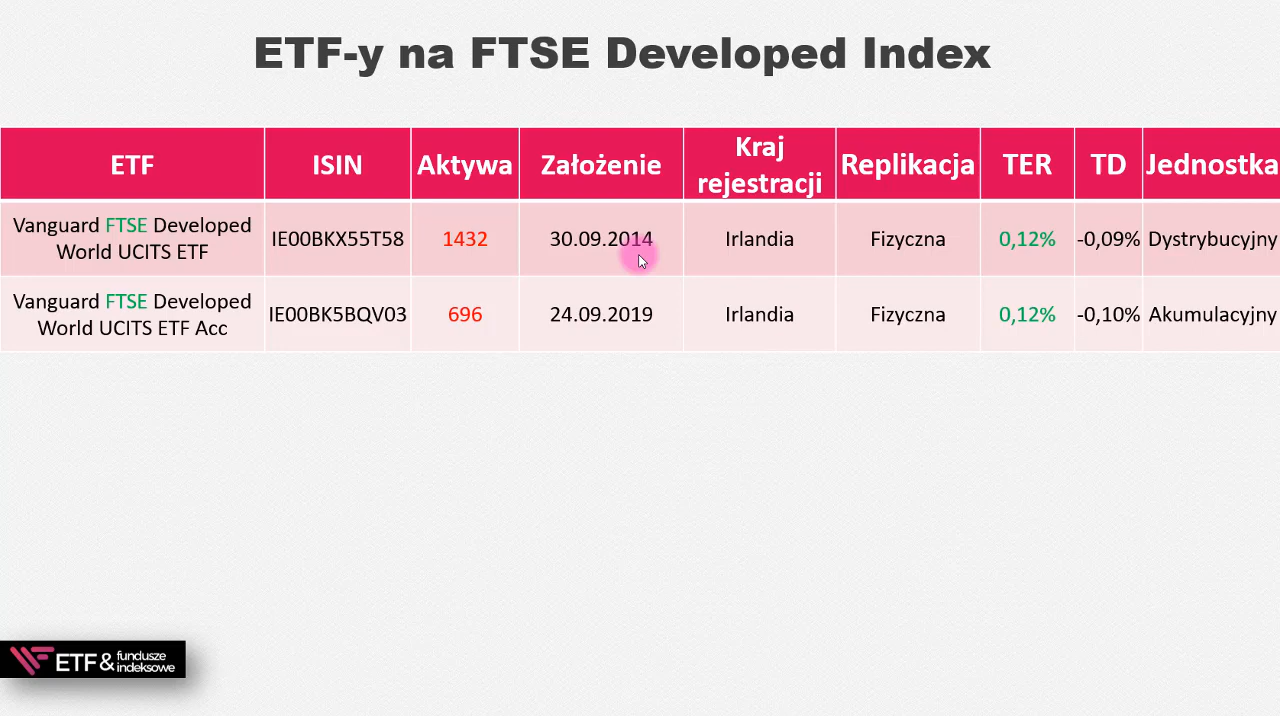 ETF-y na FTSE Developed Index
ETF ISIN Aktywa Założenie Kraj rejestracji Replikacja TER TD Jednostka
Vanguard FTSE Developed
World UCITS ETF
IE00BKX55T58 1432 30.09.2014 Irlandia Fizyczna 0,12% -0,09% Dystrybucyjny
Vanguard FTSE Developed
World UCITS ETF Acc
IE00BK5BQV03 696 24.09.2019 Irlandia Fizyczna 0,12% -0,10% Akumulacyjny
ETF & fundusze
indeksowe